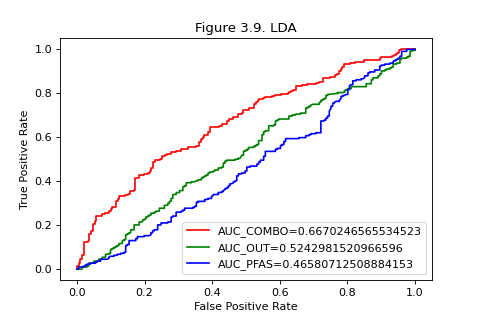 Figure 3.9. LDA
True Positive Rate
1.0
0.8
0.6
0.4
0.2
0.0
AUC_COMBO=0.6670246565534523
AUC_OUT=0.5242981520966596
AUC_PFAS=0.46580712508884153
0.0 0.2 0.4 0.6 0.8 1.0
False Positive Rate